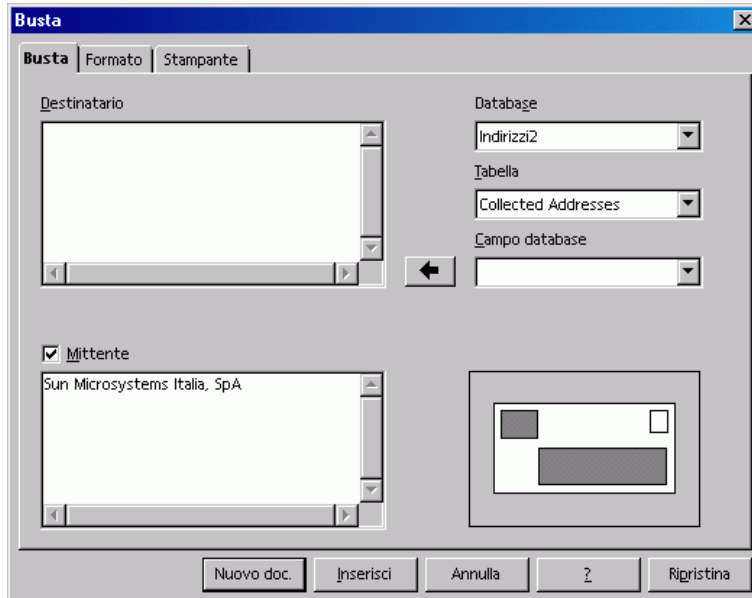 Busta
Busta Formato Stampante
Destinatario
Database
Indirizzi2
Tabella
Collected Addresses
Campo database
Mittente
Sun Microsystems Italia, SpA
Nuovo doc. Inserisci Annulla ? Ripristina